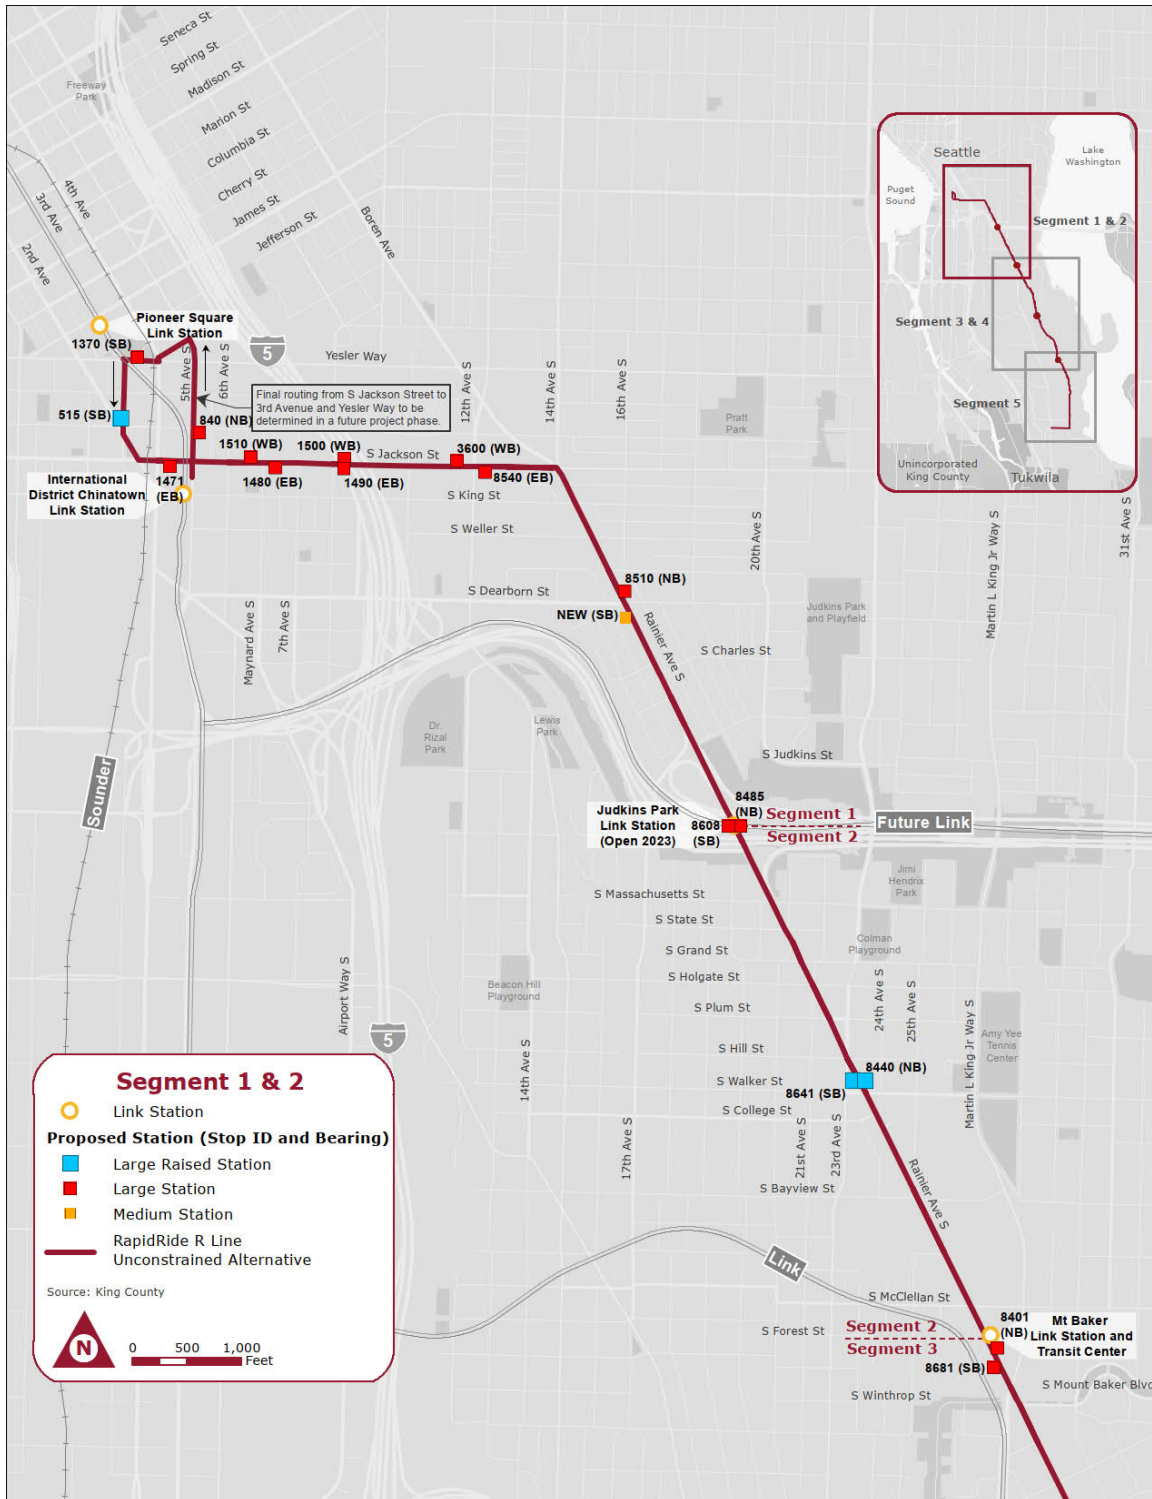 Seneca St
Spring St
Madison St
Marion St
Columbia St
Cherry St
James St
Jefferson St
Freeway
Park
4th Ave
3rd Ave
2nd Ave
Boren Ave
Pioneer Square
Link Station
1370 (SB)
5th Ave S
6th Ave S
5
Yesler Way
12th Ave S
14th Ave S
16th Ave S
Final routing from S Jackson Street to
3rd Avenue and Yesler Way to be
determined in a future project phase.
515 (SB)
840 (NB)
1510 (WB)
1500 (WB)
S Jackson St
3600 (WB)
Pratt
Park
International
District Chinatown
Link Station
1471
(EB)
1480 (EB)
1490 (EB)
8540 (EB)
S King St
S Weller St
20th Ave S
Martin L King Jr Way S
31st Ave S
Seattle
Lake
Washington
Puget
Sound
Segment 1 & 2
Segment 3 & 4
Segment 5
Unincorporated
King County
Tukwila
S Dearborn St
8510 (NB)
NEW (SB)
Rainier Ave S
Judkins Park
and Playfield
Maynard Ave S
7th Ave S
S Charles St
Dr.
Rizal
Park
Lewis
Park
S Judkins St
Sounder
Judkins Park
Link Station
(Open 2023)
8485
(NB)
8608
(SB)
Segment 1
Segment 2
Future Link
S Massachusetts St
Jimi
Hendrix
Park
S State St
S Grand St
Colman
Playground
S Holgate St
Beacon Hill
Playground
Airport Way S
S Plum St
24th Ave S
25th Ave S
Martin L King Jr Way S
Amy Yee
Tennis
Center
5
14th Ave S
S Hill St
S Walker St
8440 (NB)
8641 (SB)
S College St
17th Ave S
21st Ave S
23rd Ave S
S Bayview St
Rainier Ave S
Link
S McClellan St
S Forest St
Segment 2
Segment 3
8401
(NB)
Mt Baker
Link Station and
Transit Center
8681 (SB)
S Winthrop St
S Mount Baker Blvd
Segment 1 & 2
Link Station
Proposed Station (Stop ID and Bearing)
Large Raised Station
Large Station
Medium Station
RapidRide R Line
Unconstrained Alternative
Source: King County
N
0 500 1,000
Feet